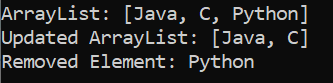 ArrayList: [Java, C, Python]
Updated ArrayList: [Java, C]
Removed Element: Python